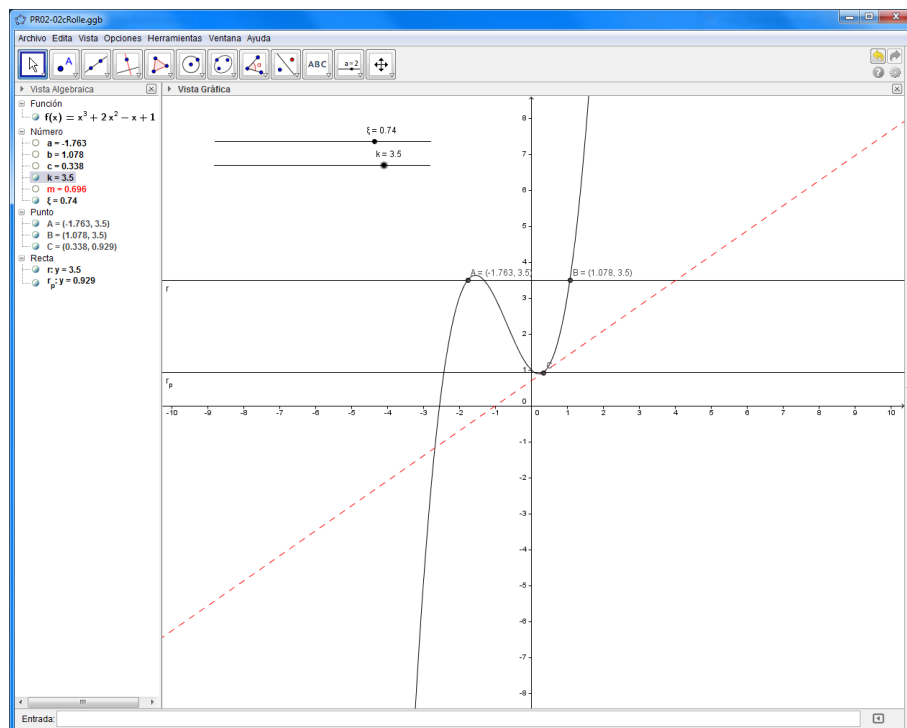 PR02-02cRolle.ggb
Archivo Edita Vista Opciones Herramientas Ventana Ayuda
ABC
a=2
Vista Algebraica
Vista Gráfica
Función
f(x) = x³ + 2 x² − x + 1
Número
a = -1.763
b = 1.078
c = 0.338
k = 3.5
m = 0.696
ξ = 0.74
Punto
A = (-1.763, 3.5)
B = (1.078, 3.5)
C = (0.338, 0.929)
Recta
r: y = 3.5
rₚ: y = 0.929
ξ = 0.74
k = 3.5
8
7
6
5
4
A = (-1.763, 3.5)
B = (1.078, 3.5)
r
3
2
C
1
rₚ
0
-10 -9 -8 -7 -6 -5 -4 -3 -2 -1 0 1 2 3 4 5 6 7 8 9 10
-1
-2
-3
-4
-5
-6
-7
-8
Entrada: